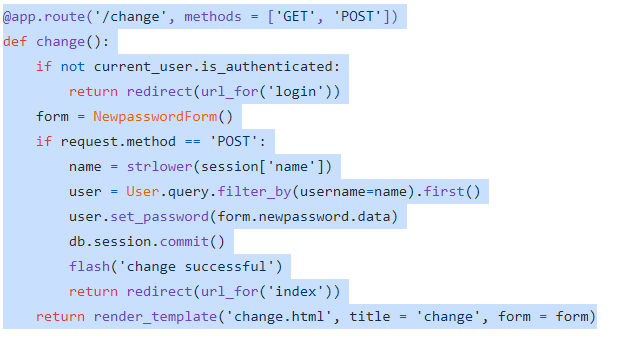 @app.route('/change', methods = ['GET', 'POST'])
def change():
    if not current_user.is_authenticated:
        return redirect(url_for('login'))
    form = NewpasswordForm()
    if request.method == 'POST':
        name = strlower(session['name'])
        user = User.query.filter_by(username=name).first()
        user.set_password(form.newpassword.data)
        db.session.commit()
        flash('change successful')
        return redirect(url_for('index'))
    return render_template('change.html', title = 'change', form = form)